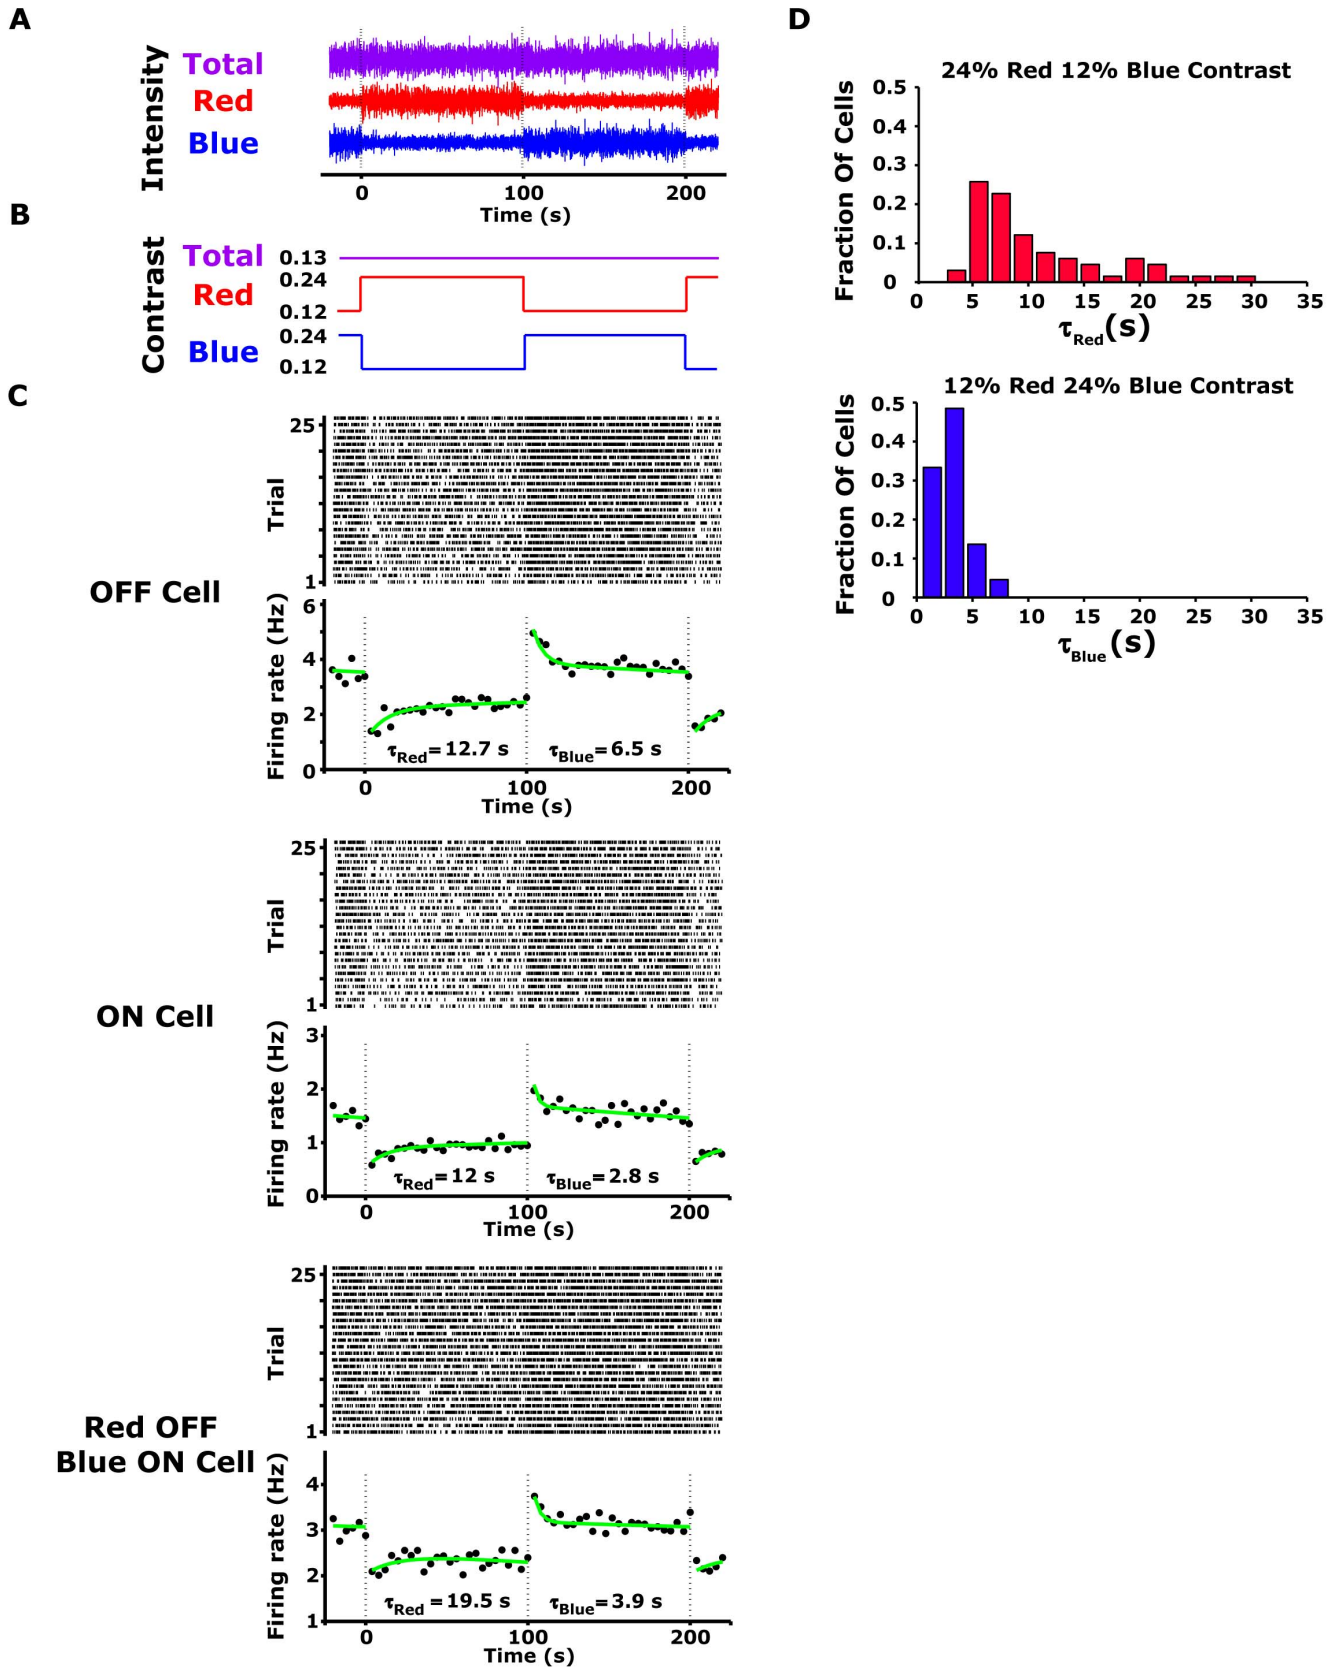 A
Intensity
Total
Red
Blue
0 100 200
Time (s)
B
Contrast
Total 0.13
Red 0.24
0.12
Blue 0.24
0.12
C
OFF Cell
Trial
25
1
Firing rate (Hz)
6
4
2
0
τRed=12.7 s τBlue=6.5 s
0 100 200
Time (s)
ON Cell
Trial
25
1
Firing rate (Hz)
3
2
1
0
τRed=12 s τBlue=2.8 s
0 100 200
Time (s)
Red OFF
Blue ON Cell
Trial
25
1
Firing rate (Hz)
4
3
2
1
τRed=19.5 s τBlue=3.9 s
0 100 200
Time (s)
D
24% Red 12% Blue Contrast
Fraction Of Cells
0.5
0.4
0.3
0.2
0.1
0
0 5 10 15 20 25 30 35
τRed(s)
12% Red 24% Blue Contrast
Fraction Of Cells
0.5
0.4
0.3
0.2
0.1
0
0 5 10 15 20 25 30 35
τBlue(s)